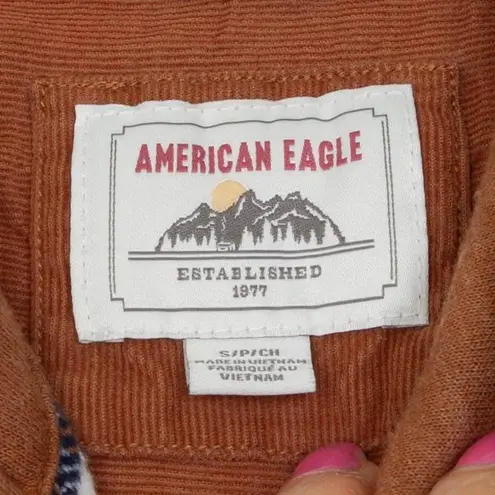 AMERICAN EAGLE
ESTABLISHED
1977
S/P/CH
MADE IN VIETNAM
FABRIQUÉ AU
VIETNAM